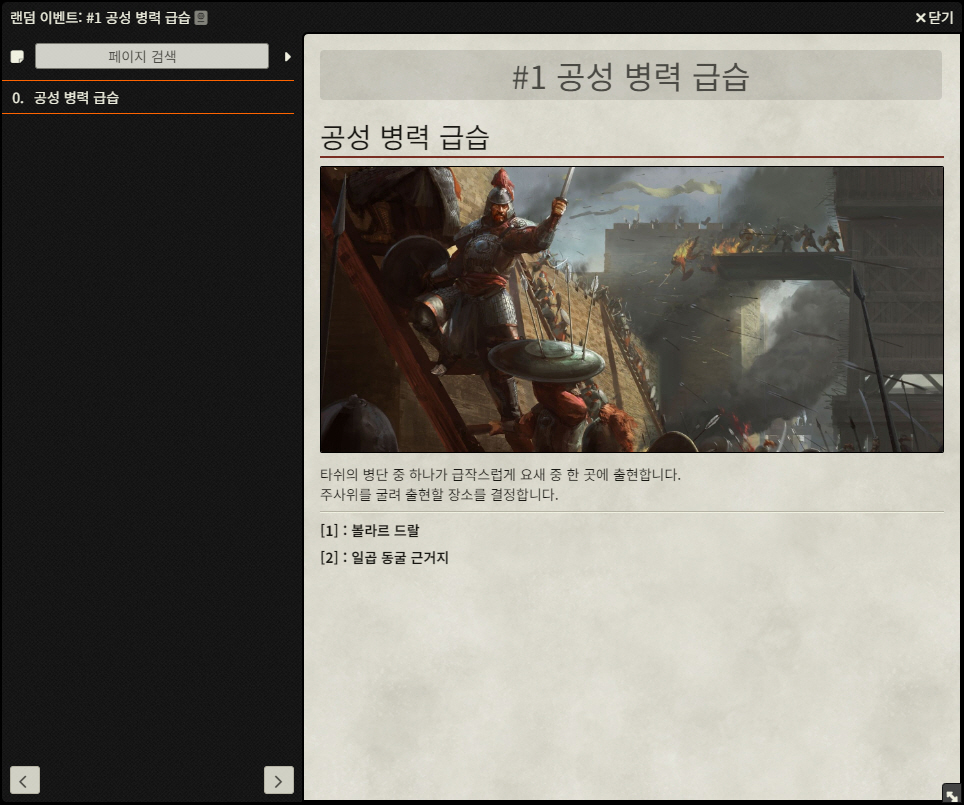 랜덤 이벤트: #1 공성 병력 급습
닫기
페이지 검색
0. 공성 병력 급습
#1 공성 병력 급습
공성 병력 급습
타쉬의 병단 중 하나가 급작스럽게 요새 중 한 곳에 출현합니다.
주사위를 굴려 출현할 장소를 결정합니다.
[1] : 볼라르 드랄
[2] : 일곱 동굴 근거지